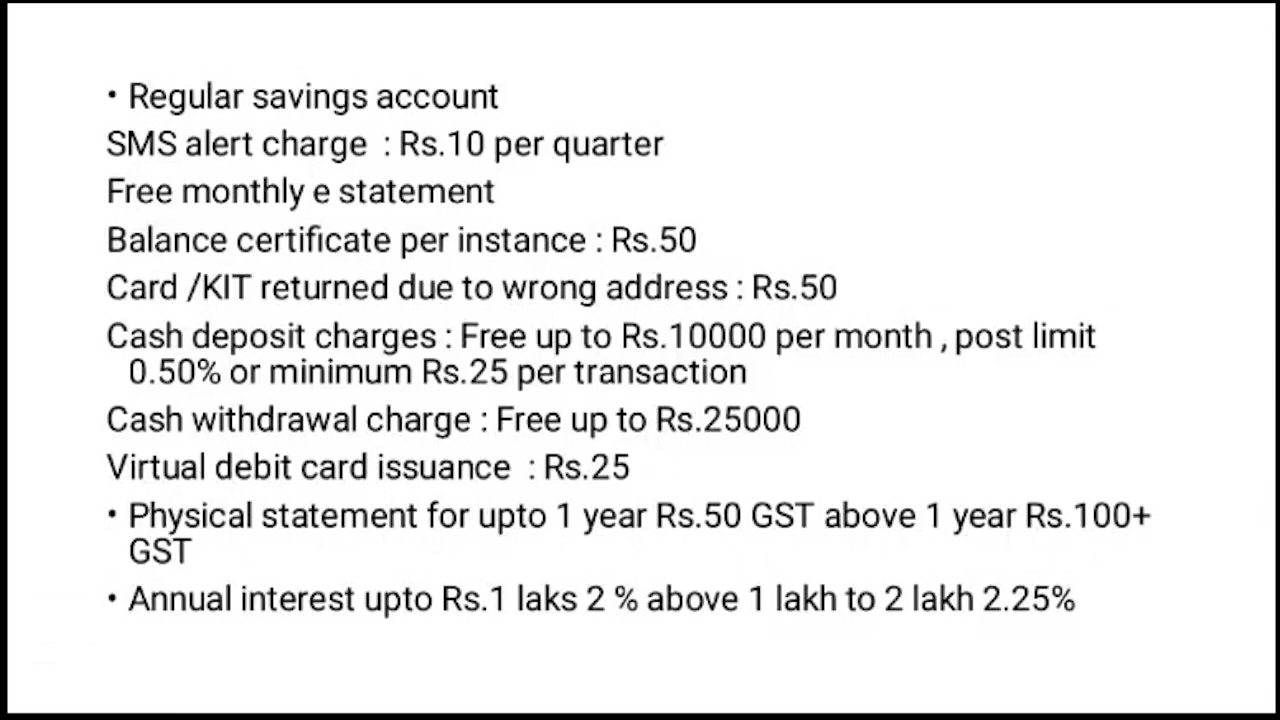 • Regular savings account
SMS alert charge : Rs.10 per quarter
Free monthly e statement
Balance certificate per instance : Rs.50
Card /KIT returned due to wrong address : Rs.50
Cash deposit charges : Free up to Rs.10000 per month , post limit
0.50% or minimum Rs.25 per transaction
Cash withdrawal charge : Free up to Rs.25000
Virtual debit card issuance : Rs.25
• Physical statement for upto 1 year Rs.50 GST above 1 year Rs.100+
GST
• Annual interest upto Rs.1 laks 2 % above 1 lakh to 2 lakh 2.25%